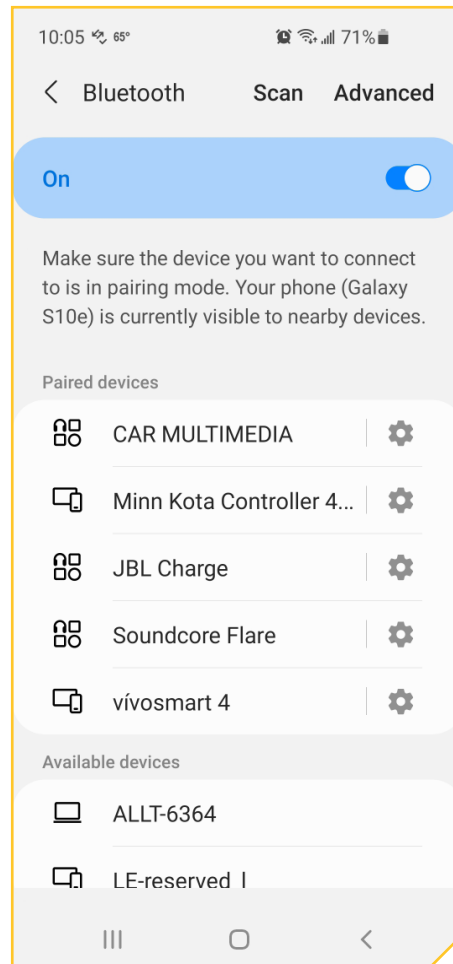 10:05 65° 71%
Bluetooth Scan Advanced
On
Make sure the device you want to connect
to is in pairing mode. Your phone (Galaxy
S10e) is currently visible to nearby devices.
Paired devices
CAR MULTIMEDIA
Minn Kota Controller 4...
JBL Charge
Soundcore Flare
vívosmart 4
Available devices
ALLT-6364
LE-reserved